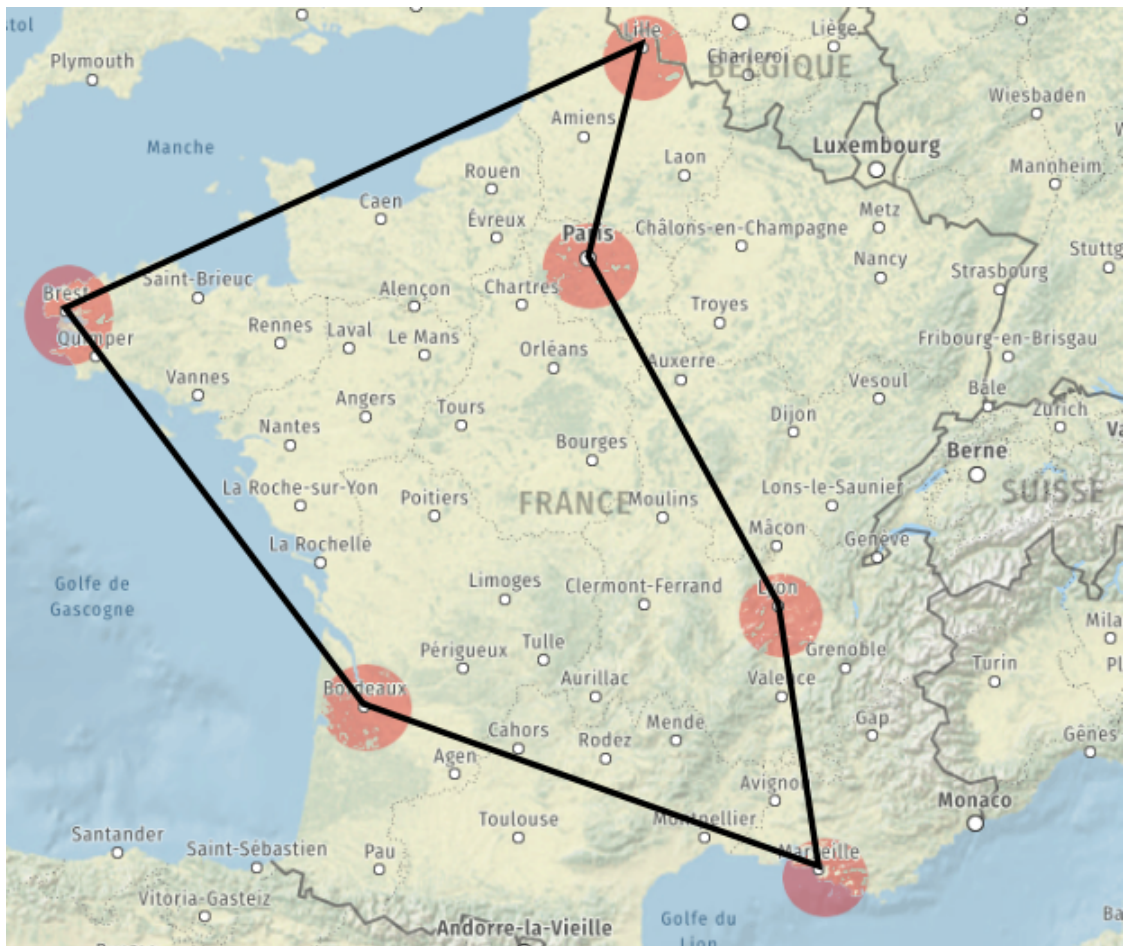 Lille
Liège
Charleroi
BELGIQUE
Plymouth
Wiesbaden
Amiens
Manche
Luxembourg
Laon
Mannheim
Rouen
Caen
Metz
Évreux
Paris
Châlons-en-Champagne
Nancy
Strasbourg
Saint-Brieuc
Brest
Alençon
Chartres
Troyes
Rennes
Laval
Le Mans
Quimper
Orléans
Auxerre
Fribourg-en-Brisgau
Vannes
Vesoul
Bâle
Angers
Tours
Dijon
Zurich
Nantes
Bourges
Berne
La Roche-sur-Yon
Poitiers
FRANCE
Moulins
Lons-le-Saunier
SUISSE
Mâcon
La Rochelle
Genève
Golfe de
Gascogne
Limoges
Clermont-Ferrand
Lyon
Tulle
Périgueux
Grenoble
Turin
Bordeaux
Aurillac
Valence
Gap
Mende
Cahors
Rodez
Gênes
Agen
Avignon
Monaco
Toulouse
Montpellier
Santander
Saint-Sébastien
Pau
Marseille
Vitoria-Gasteiz
Andorre-la-Vieille
Golfe du
Lion